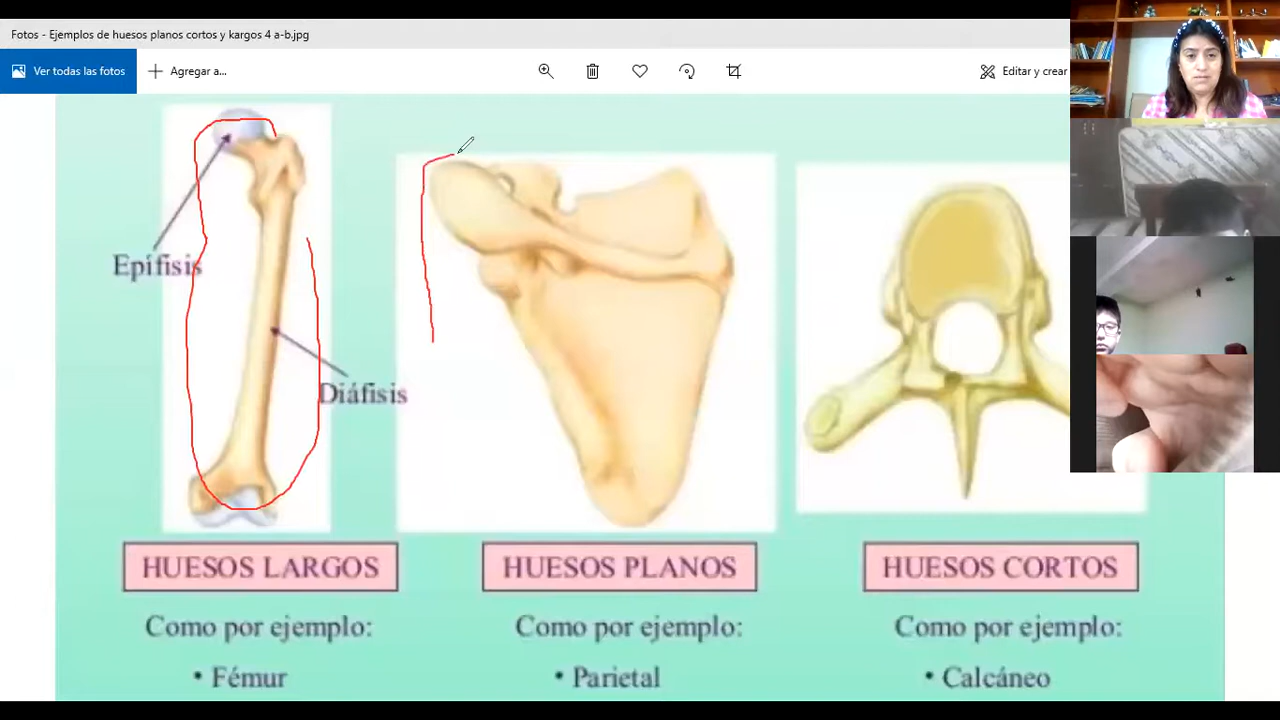 Fotos - Ejemplos de huesos planos cortos y kargos 4 a-b.jpg
Ver todas las fotos
Agregar a...
Editar y crear
Epífisis
Diáfisis
HUESOS LARGOS
HUESOS PLANOS
HUESOS CORTOS
Como por ejemplo:
Como por ejemplo:
Como por ejemplo:
• Fémur
• Parietal
• Calcáneo